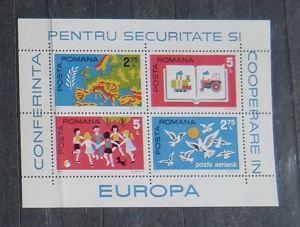 CONFERINTA
PENTRU SECURITATE SI
COOPERARE IN
EUROPA
POSTA
ROMANA
2.75
L
POSTA
ROMANA
5
L
POSTA
ROMANA
5
L
POSTA
ROMANA
2.75
L
posta aeriană